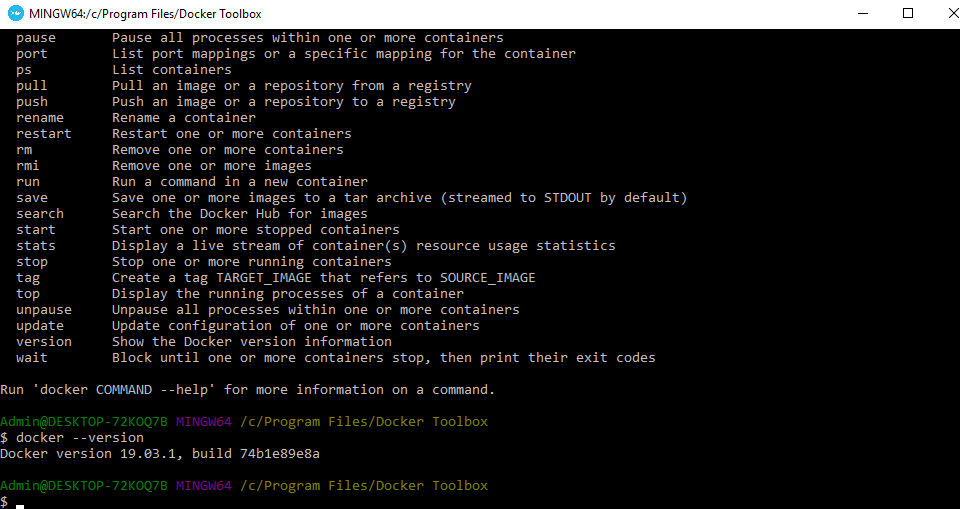 MINGW64:/c/Program Files/Docker Toolbox
pause       Pause all processes within one or more containers
port        List port mappings or a specific mapping for the container
ps          List containers
pull        Pull an image or a repository from a registry
push        Push an image or a repository to a registry
rename      Rename a container
restart     Restart one or more containers
rm          Remove one or more containers
rmi         Remove one or more images
run         Run a command in a new container
save        Save one or more images to a tar archive (streamed to STDOUT by default)
search      Search the Docker Hub for images
start       Start one or more stopped containers
stats       Display a live stream of container(s) resource usage statistics
stop        Stop one or more running containers
tag         Create a tag TARGET_IMAGE that refers to SOURCE_IMAGE
top         Display the running processes of a container
unpause     Unpause all processes within one or more containers
update      Update configuration of one or more containers
version     Show the Docker version information
wait        Block until one or more containers stop, then print their exit codes
Run 'docker COMMAND --help' for more information on a command.
Admin@DESKTOP-72KOQ7B MINGW64 /c/Program Files/Docker Toolbox
$ docker --version
Docker version 19.03.1, build 74b1e89e8a
Admin@DESKTOP-72KOQ7B MINGW64 /c/Program Files/Docker Toolbox
$